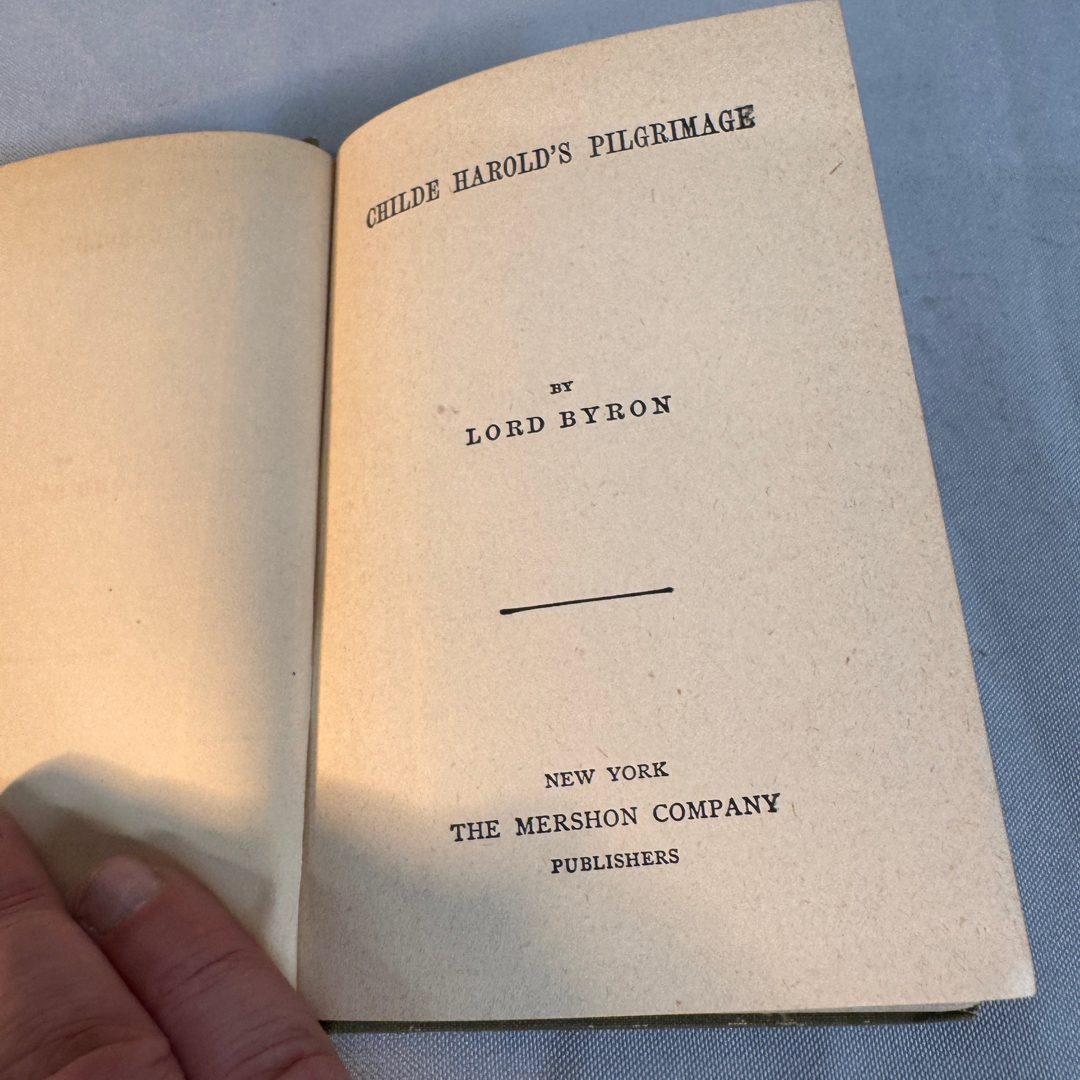 CHILDE HAROLD'S PILGRIMAGE
BY
LORD BYRON
NEW YORK
THE MERSHON COMPANY
PUBLISHERS